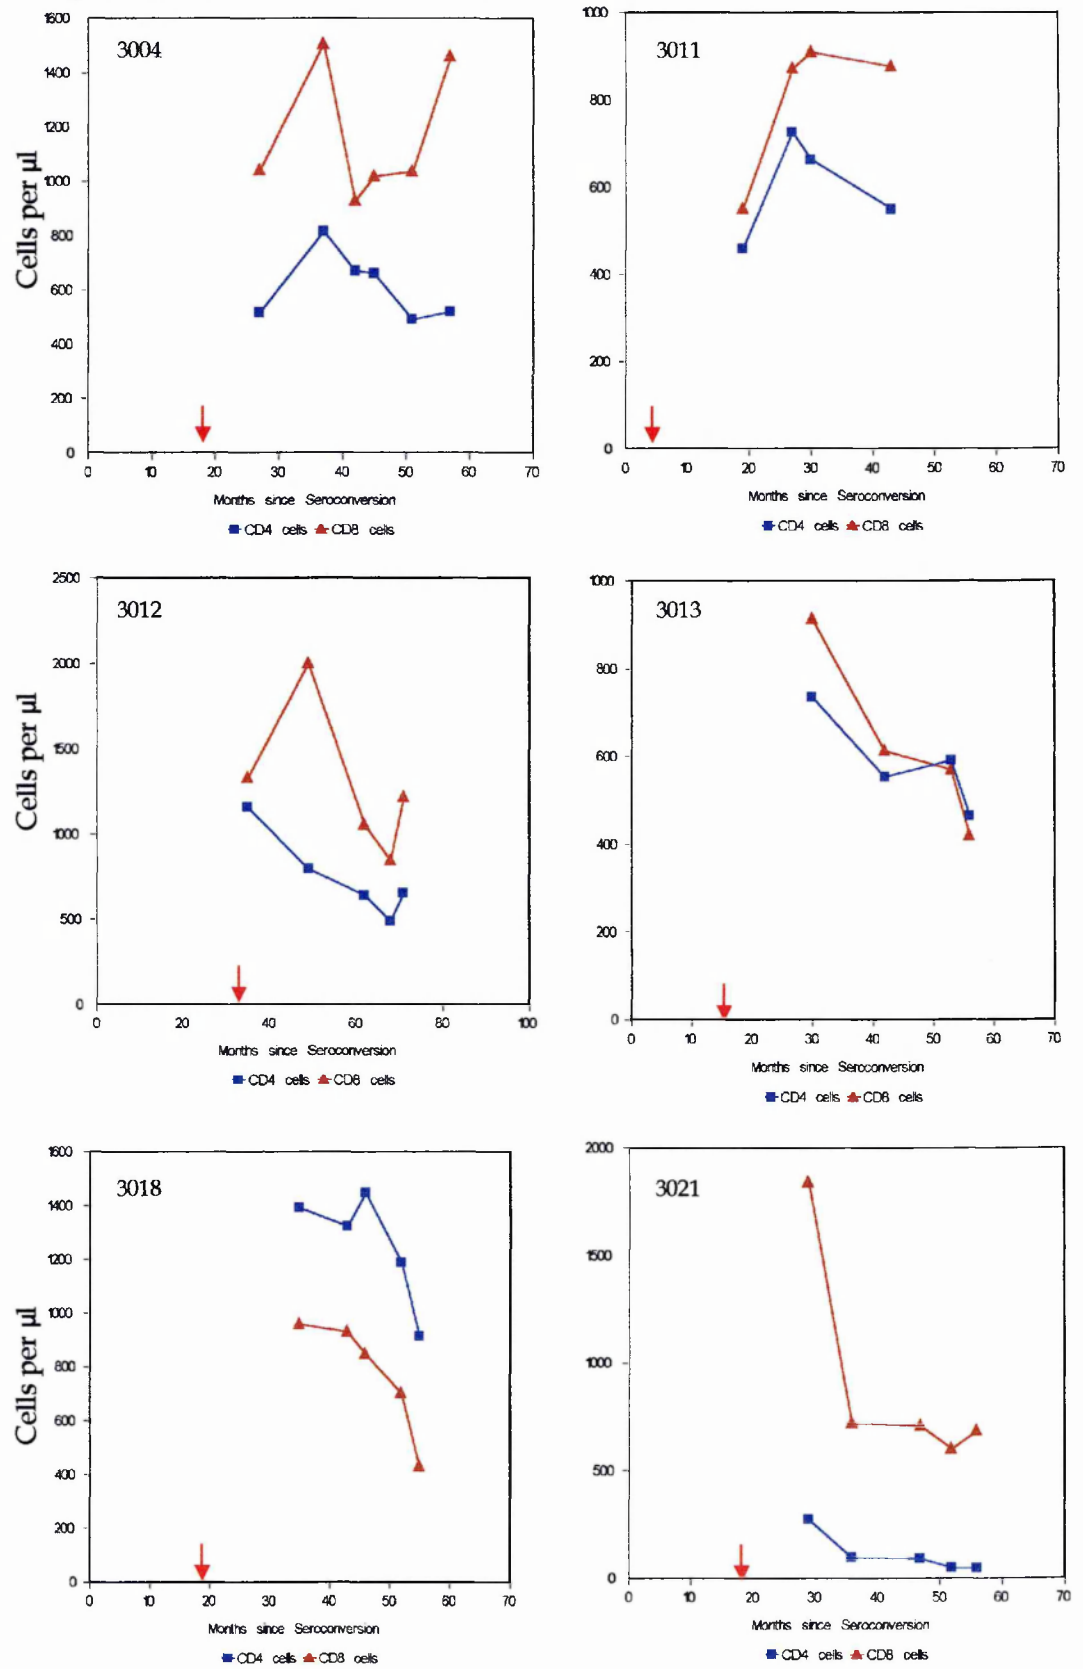 3004
Cells per µl
1600
1400
1200
1000
800
600
400
200
0
0 10 20 30 40 50 60 70
Months since Seroconversion
CD4 cells CD8 cells
3011
1000
800
600
400
200
0
0 10 20 30 40 50 60 70
Months since Seroconversion
CD4 cells CD8 cells
3012
Cells per µl
2500
2000
1500
1000
500
0
0 20 40 60 80 100
Months since Seroconversion
CD4 cells CD8 cells
3013
1000
800
600
400
200
0
0 10 20 30 40 50 60 70
Months since Seroconversion
CD4 cells CD8 cells
3018
Cells per µl
1600
1400
1200
1000
800
600
400
200
0
0 10 20 30 40 50 60 70
Months since Seroconversion
CD4 cells CD8 cells
3021
2000
1500
1000
500
0
0 10 20 30 40 50 60 70
Months since Seroconversion
CD4 cells CD8 cells